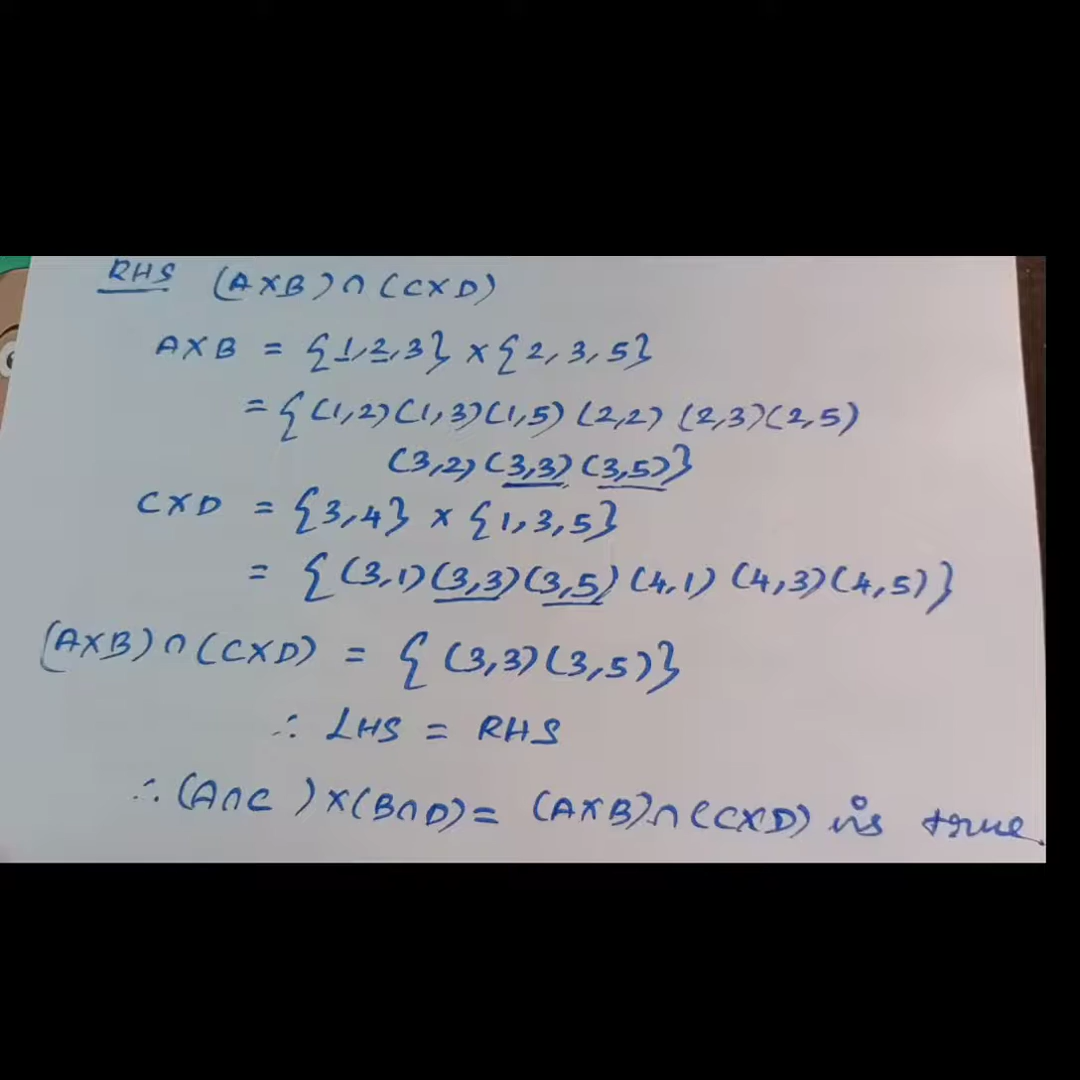 RHS (A×B)∩(C×D)
A×B = {1,2,3} × {2,3,5}
= {(1,2)(1,3)(1,5)(2,2)(2,3)(2,5)
(3,2)(3,3)(3,5)}
C×D = {3,4} × {1,3,5}
= {(3,1)(3,3)(3,5)(4,1)(4,3)(4,5)}
(A×B)∩(C×D) = {(3,3)(3,5)}
∴ LHS = RHS
∴ (A∩C)×(B∩D) = (A×B)∩(C×D) is true.